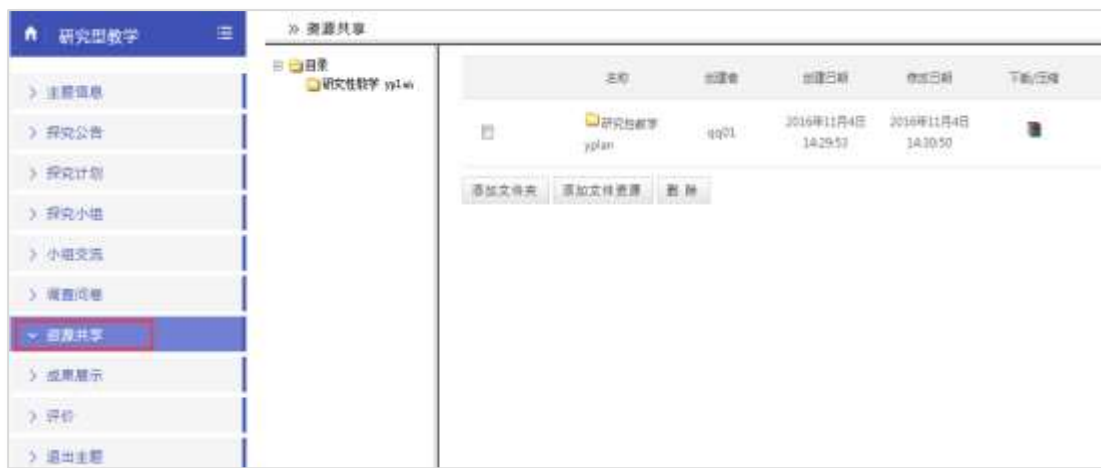 研究型教学
主题信息
探究公告
探究计划
探究小组
小组交流
调查问卷
资源共享
成果展示
评价
退出主题
» 资源共享
目录
研究性教学 yplan
名称 创建者 创建日期 修改日期 下载/压缩
研究性教学 yplan qq01 2016年11月4日 14:29:53 2016年11月4日 14:30:50
添加文件夹 添加文件资源 删 除